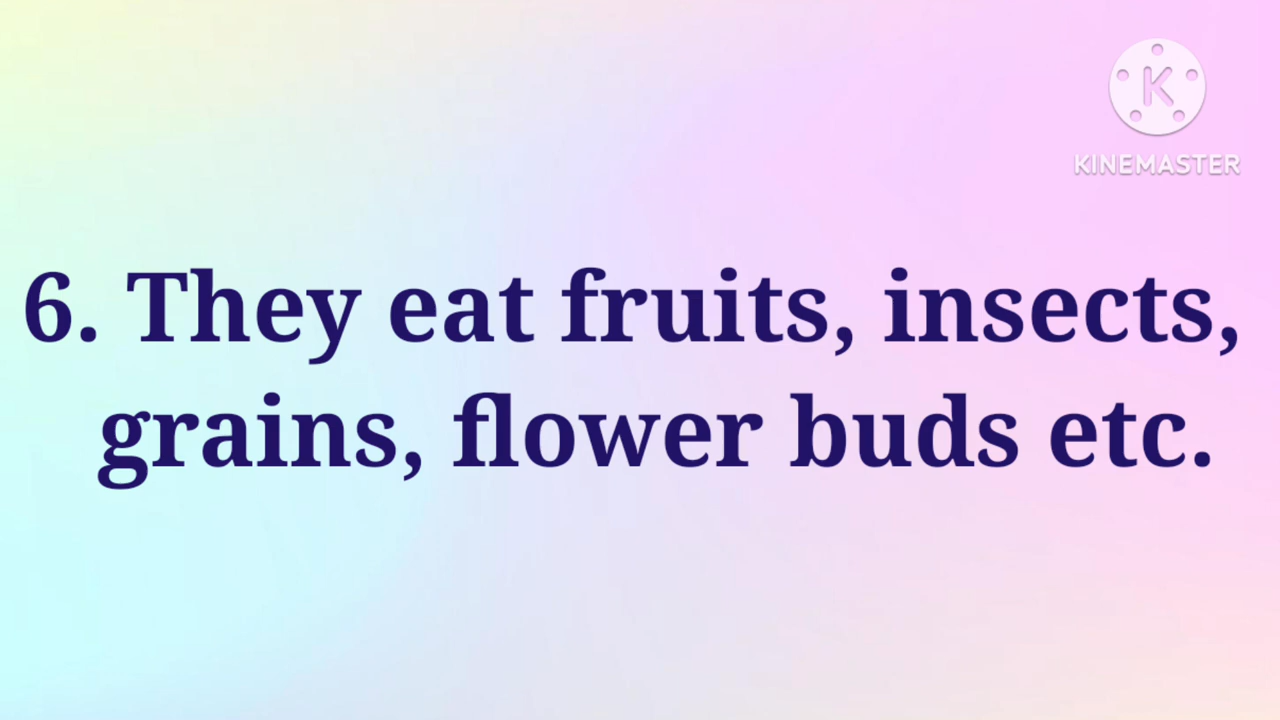 K
KINEMASTER
6. They eat fruits, insects,
grains, flower buds etc.